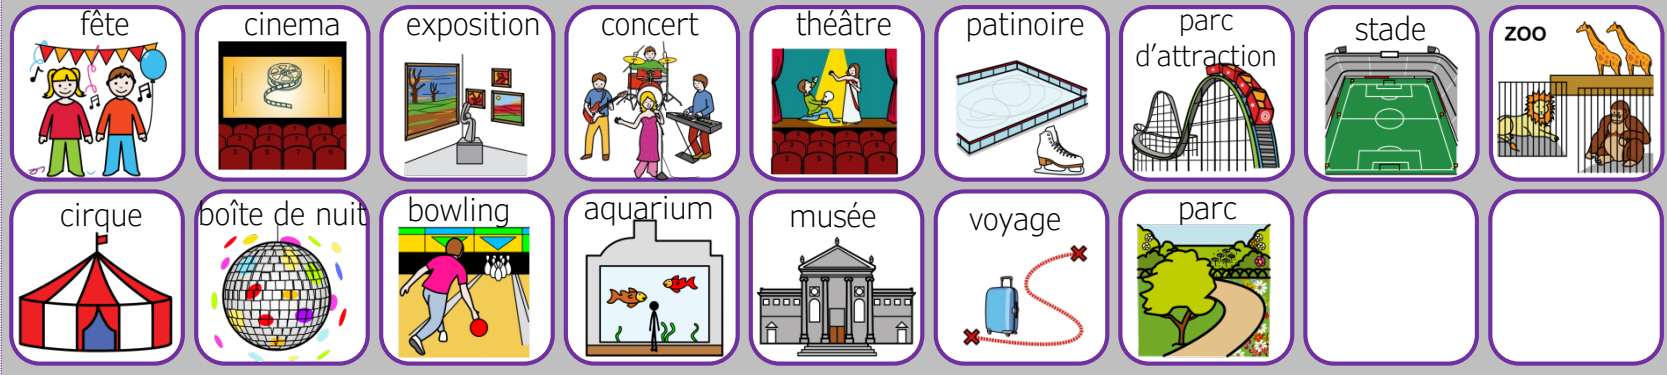 fête
cinema
exposition
concert
théâtre
patinoire
parc
d'attraction
stade
ZOO
cirque
boîte de nuit
bowling
aquarium
musée
voyage
parc